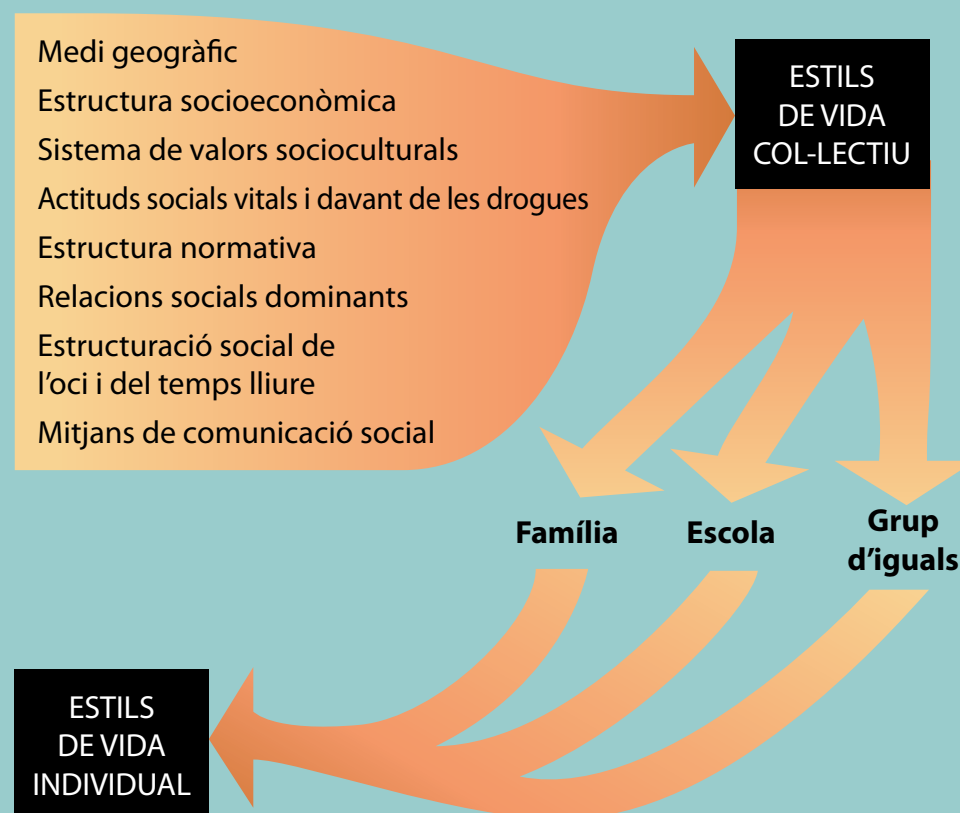 Medi geogràfic
Estructura socioeconòmica
Sistema de valors socioculturals
Actituds socials vitals i davant de les drogues
Estructura normativa
Relacions socials dominants
Estructuració social de
l’oci i del temps lliure
Mitjans de comunicació social
ESTILS
DE VIDA
COL-LECTIU
Família
Escola
Grup
d’iguals
ESTILS
DE VIDA
INDIVIDUAL